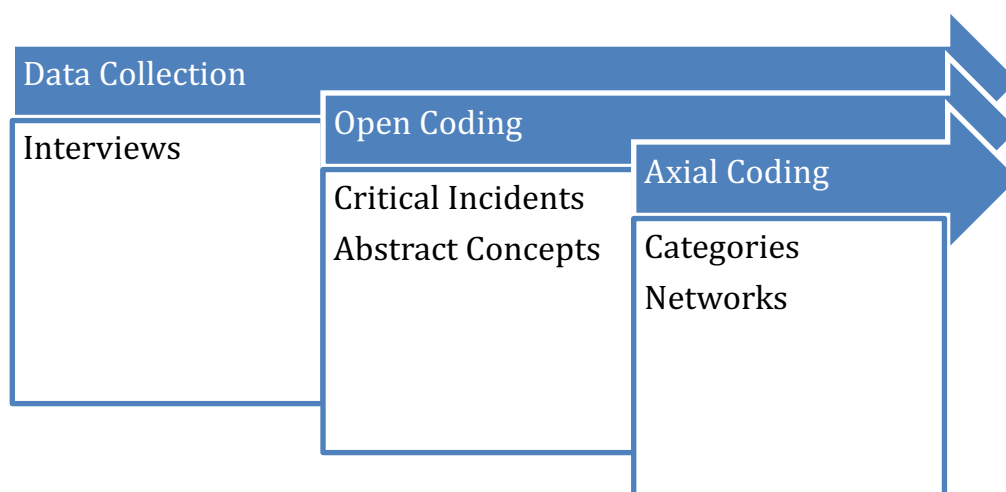 Data Collection
Interviews
Open Coding
Critical Incidents
Abstract Concepts
Axial Coding
Categories
Networks